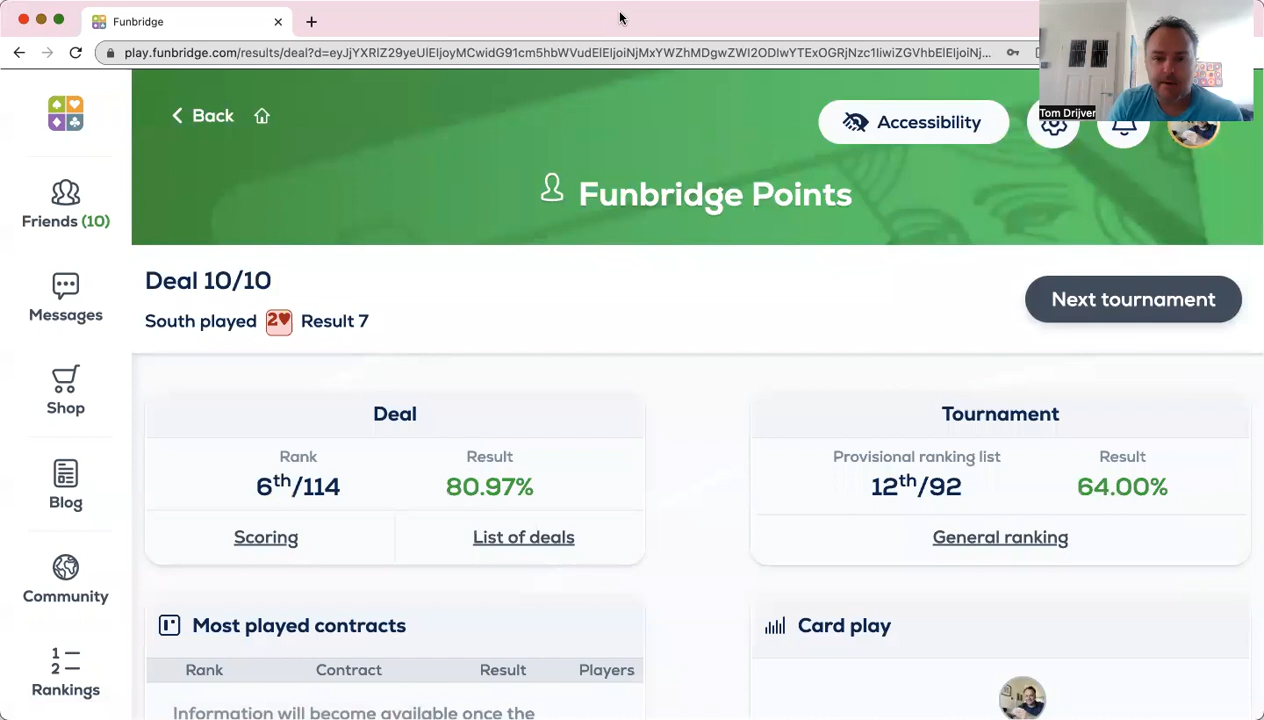 Funbridge
play.funbridge.com/results/deal?d=eyJjYXRlZ29yeUlEIjoyMCwidG91cm5hbWVudElEIjoiNjMxYWZhMDgwZWI2ODIwYTExOGRjNzc1IiwiZGVhbElEIjoiNj...
Tom Drijver
Back
Accessibility
Funbridge Points
Friends (10)
Messages
Shop
Blog
Community
1
2
Rankings
Deal 10/10
South played 2♥ Result 7
Next tournament
Deal
Rank Result
6th/114 80.97%
Scoring List of deals
Tournament
Provisional ranking list Result
12th/92 64.00%
General ranking
Most played contracts
Rank Contract Result Players
Information will become available once the
Card play